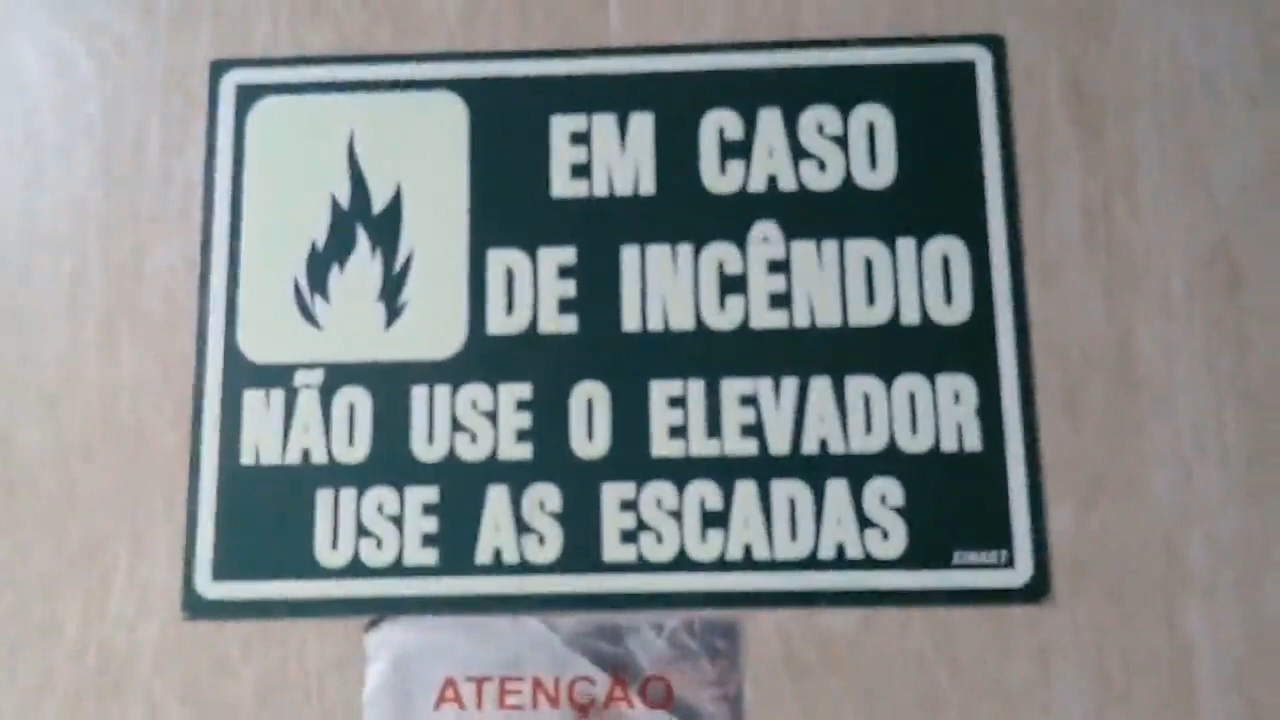 EM CASO
DE INCÊNDIO
NÃO USE O ELEVADOR
USE AS ESCADAS
ATENÇÃO